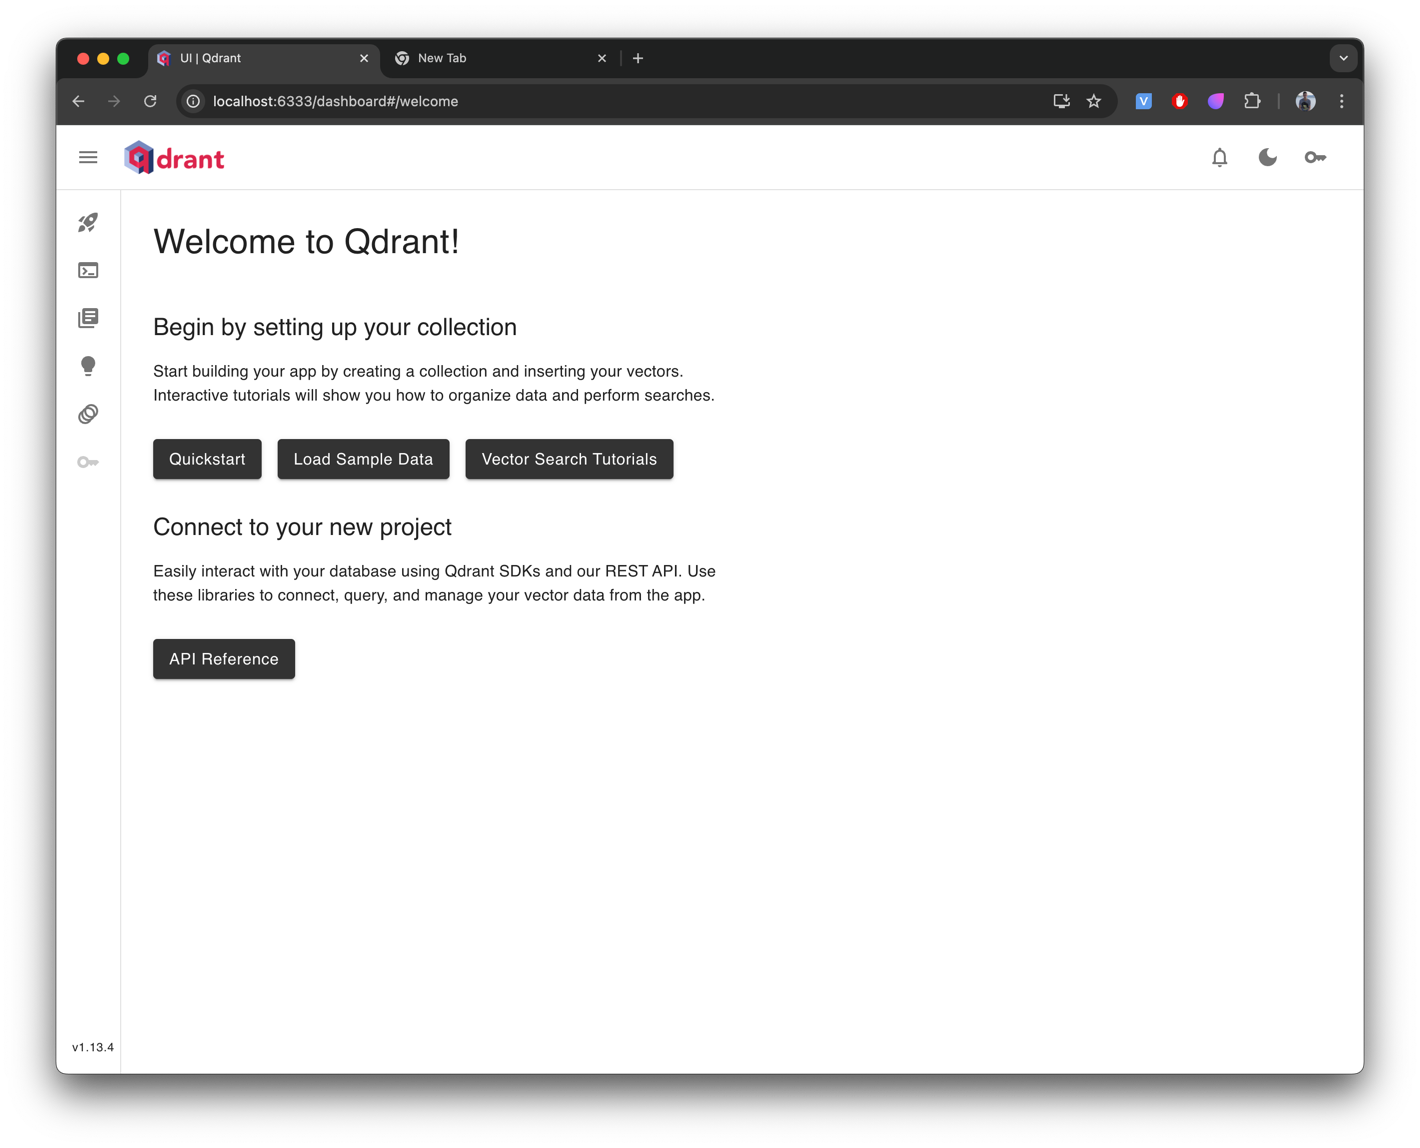 UI | Qdrant
New Tab
localhost:6333/dashboard#/welcome
V
qdrant
Welcome to Qdrant!
Begin by setting up your collection
Start building your app by creating a collection and inserting your vectors.
Interactive tutorials will show you how to organize data and perform searches.
Quickstart
Load Sample Data
Vector Search Tutorials
Connect to your new project
Easily interact with your database using Qdrant SDKs and our REST API. Use
these libraries to connect, query, and manage your vector data from the app.
API Reference
v1.13.4